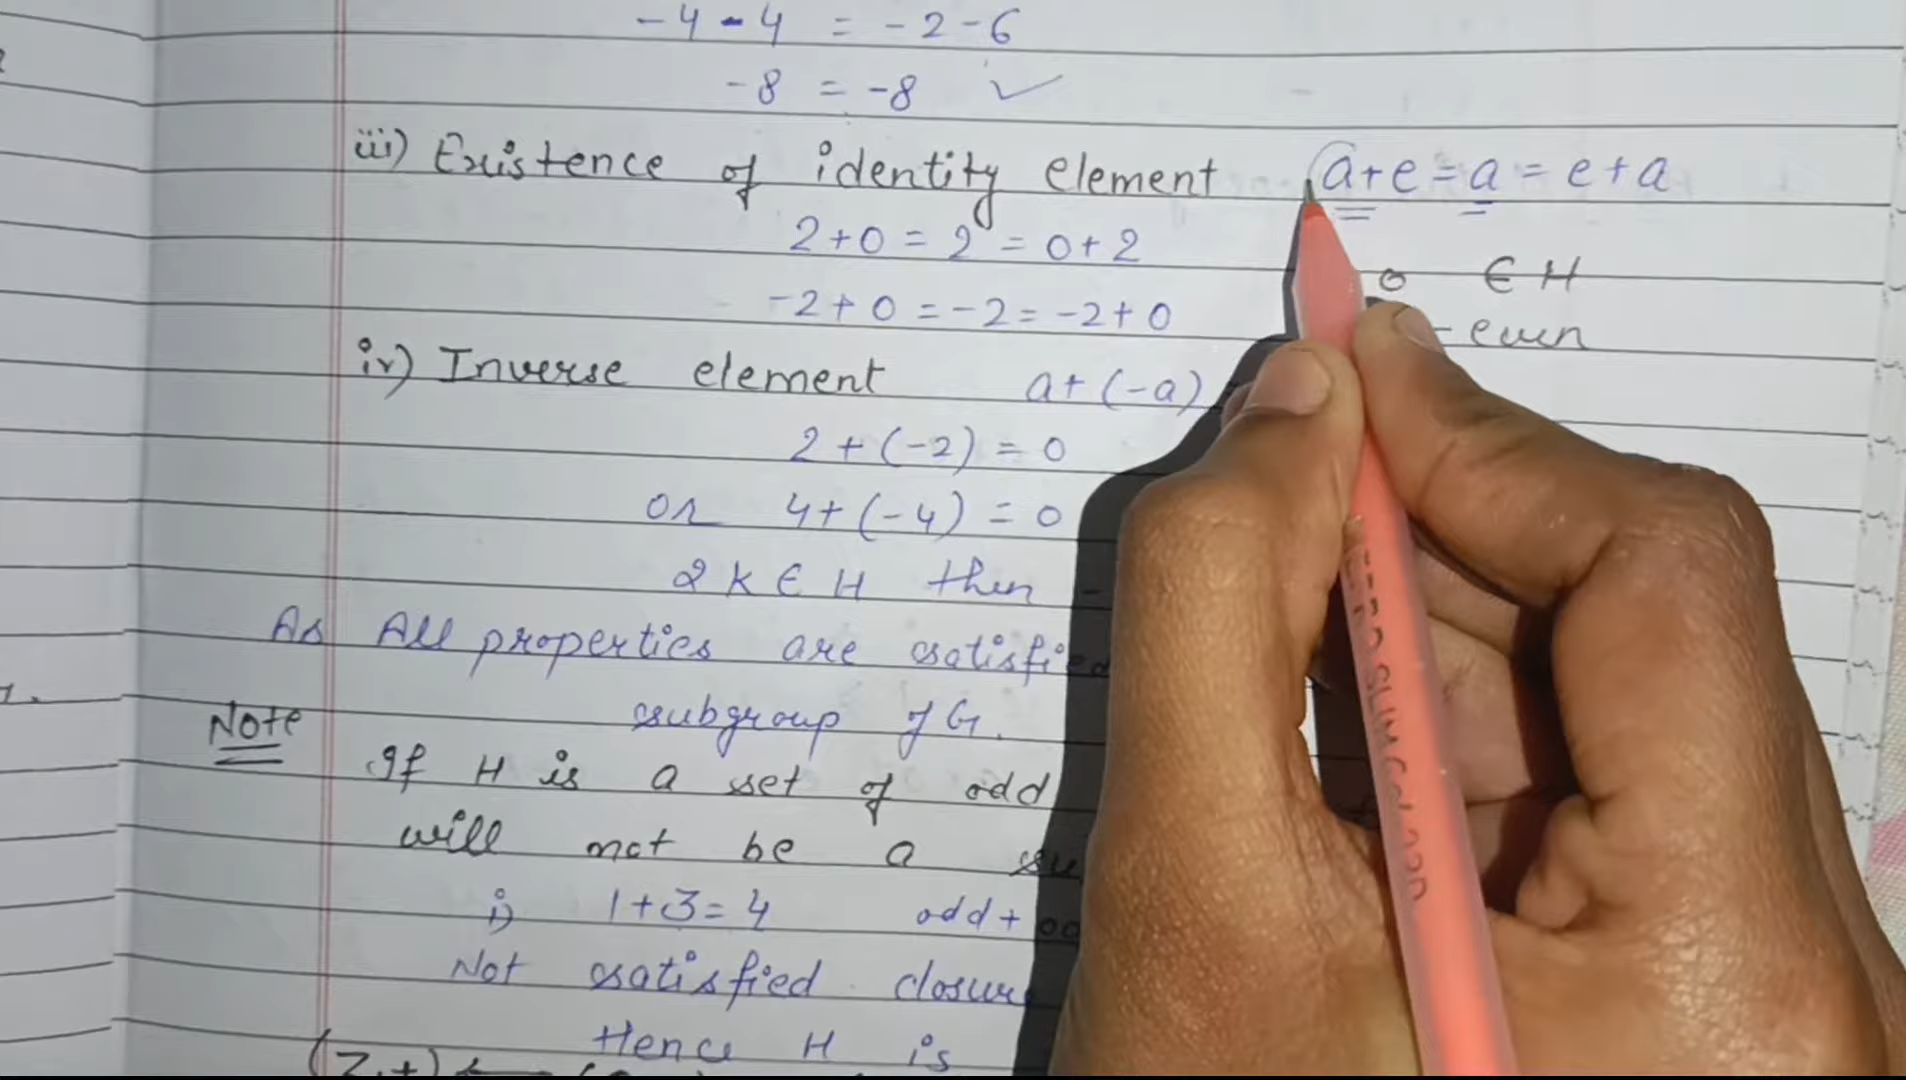 -4 - 4 = -2 - 6
-8 = -8 ✓
iii) Existence of identity element a+e = a = e+a
2+0 = 2 = 0+2 0 ∈ H
-2+0 = -2 = -2+0 - even
iv) Inverse element a+(-a)
2+(-2) = 0
or 4+(-4) = 0
2K ∈ H then -
As All properties are satisfied
subgroup of G.
Note
If H is a set of odd
will not be a
i) 1+3=4 odd +
Not satisfied closure
Hence H is
(Z,+)